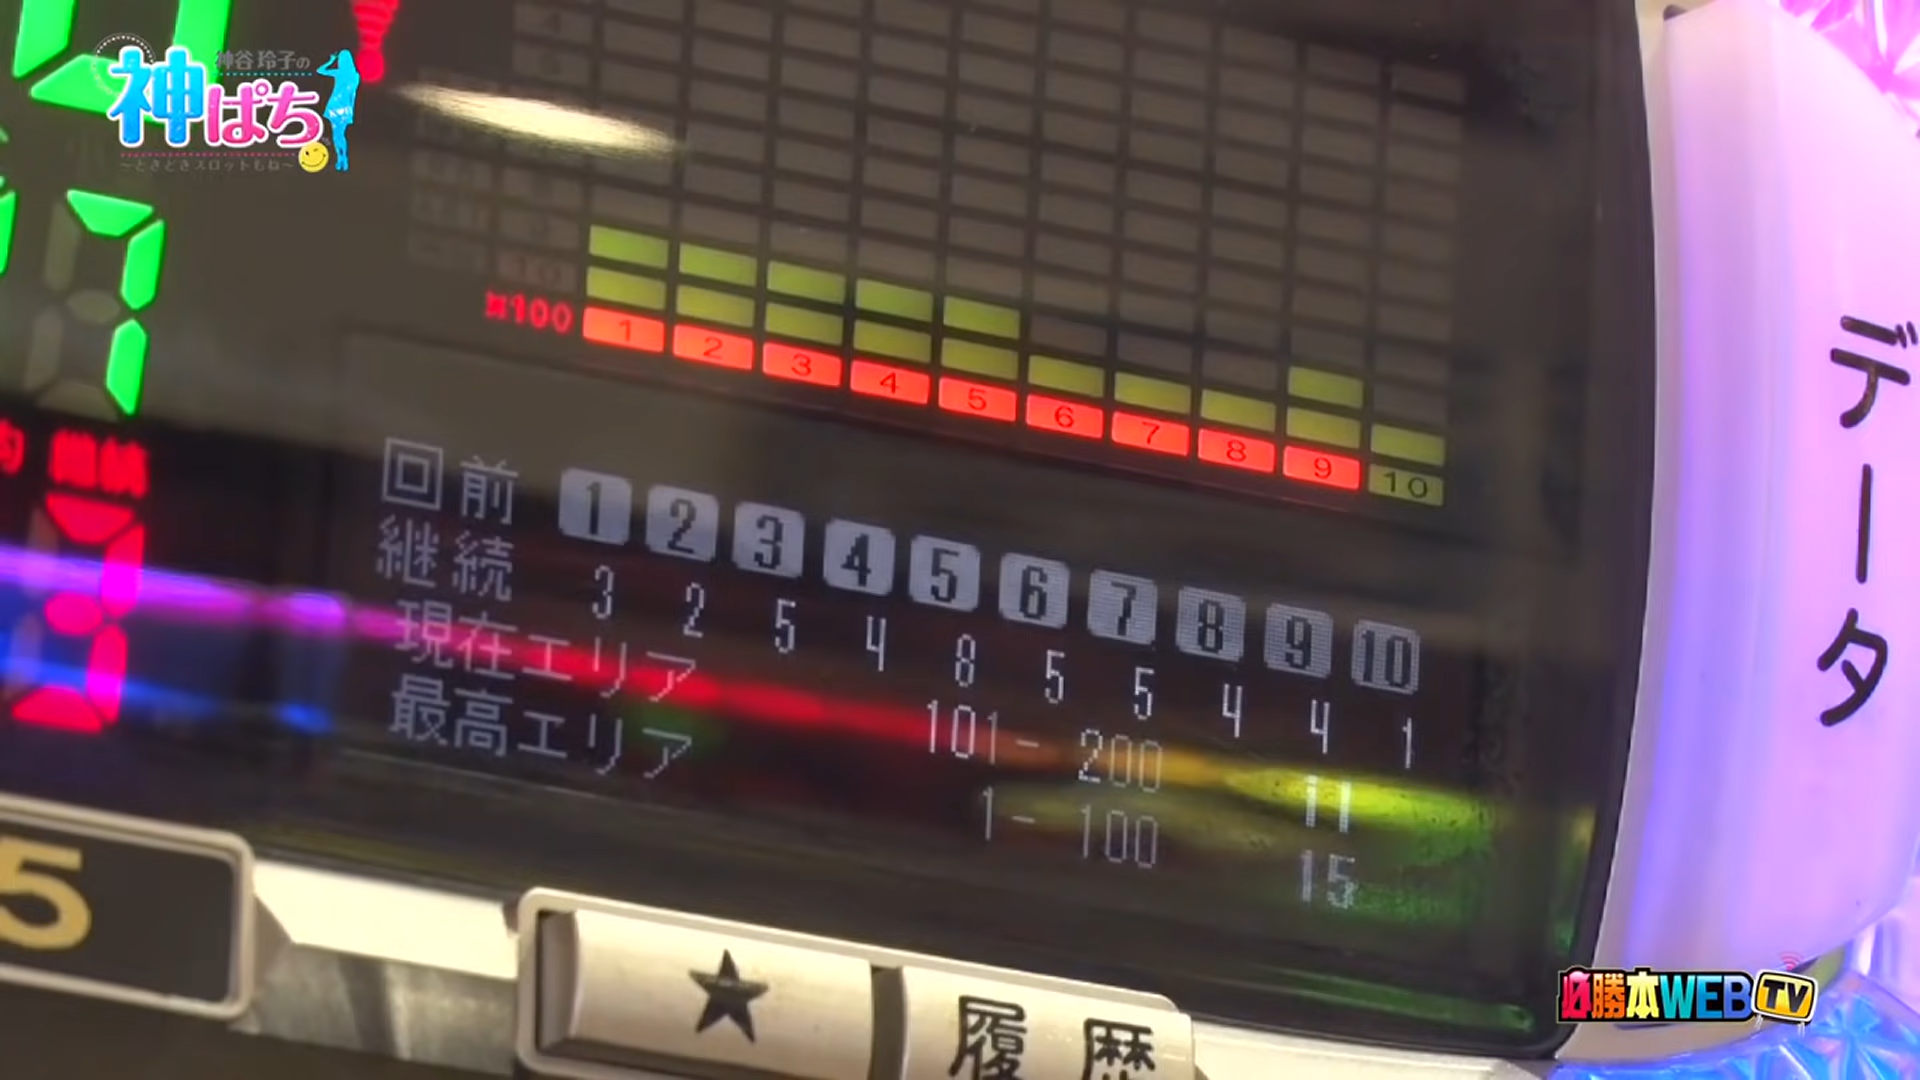 神谷玲子の
神ぱち
～ときどきスロットもね～
×100
1 2 3 4 5 6 7 8 9 10
回前 1 2 3 4 5 6 7 8 9 10
継続 3 2 5 4 8 5 5 4 4 1
現在エリア 101- 200 11
最高エリア 1- 100 15
データ
5
★
履歴
必勝本WEBTV